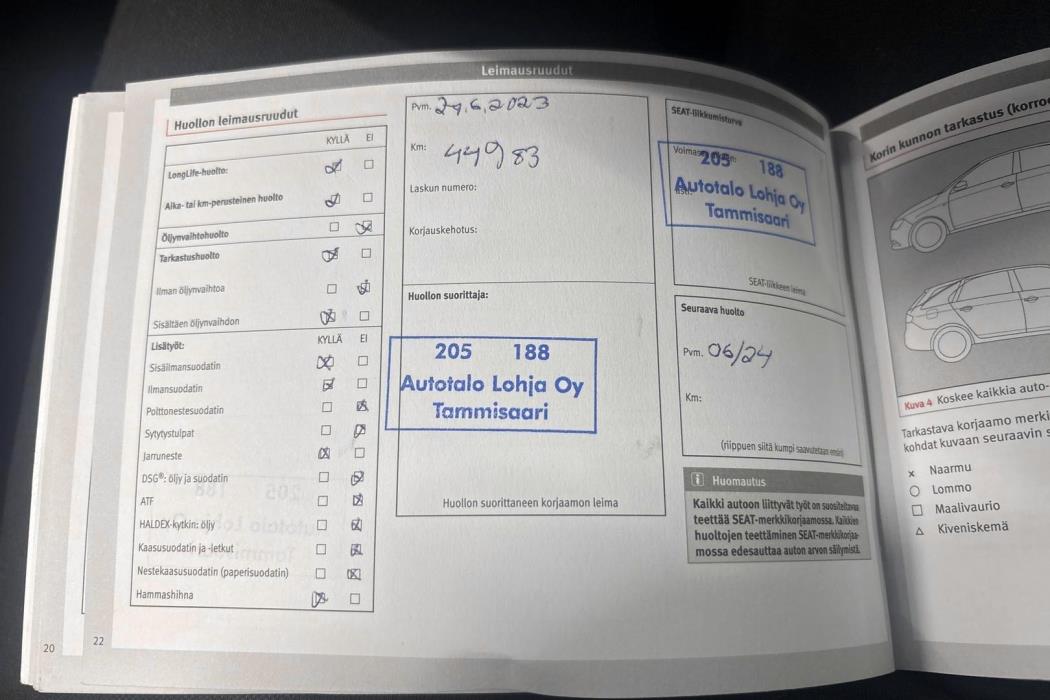 Leimausruudut
Huollon leimausruudut
KYLLÄ EI
LongLife-huolto:
Aika- tai km-perusteinen huolto
Öljynvaihtohuolto
Tarkastushuolto
Ilman öljynvaihtoa
Sisältäen öljynvaihdon
Lisätyöt: KYLLÄ EI
Sisäilmansuodatin
Ilmansuodatin
Polttonestesuodatin
Sytytystulpat
Jarruneste
DSG®: öljy ja suodatin
ATF
HALDEX-kytkin: öljy
Kaasusuodatin ja -letkut
Nestekaasusuodatin (paperisuodatin)
Hammashihna
20
22
Pvm. 29.6.2023
Km: 44983
Laskun numero:
Korjauskehotus:
Huollon suorittaja:
205 188
Autotalo Lohja Oy
Tammisaari
Huollon suorittaneen korjaamon leima
SEAT-liikkumisturva
205 188
Autotalo Lohja Oy
Tammisaari
SEAT-liikkeen leima
Seuraava huolto
Pvm. 06/24
Km:
(riippuen siitä kumpi saavutetaan ensin)
i Huomautus
Kaikki autoon liittyvät työt on suositeltavaa
teettää SEAT-merkkikorjaamossa. Kaikkien
huoltojen teettäminen SEAT-merkkikorjaa-
mossa edesauttaa auton arvon säilymistä.
Korin kunnon tarkastus
Kuva 4 Koskee kaikkia auto-
Tarkastava korjaamo merki
kohdat kuvaan seuraavin s
x Naarmu
○ Lommo
□ Maalivaurio
△ Kiveniskemä